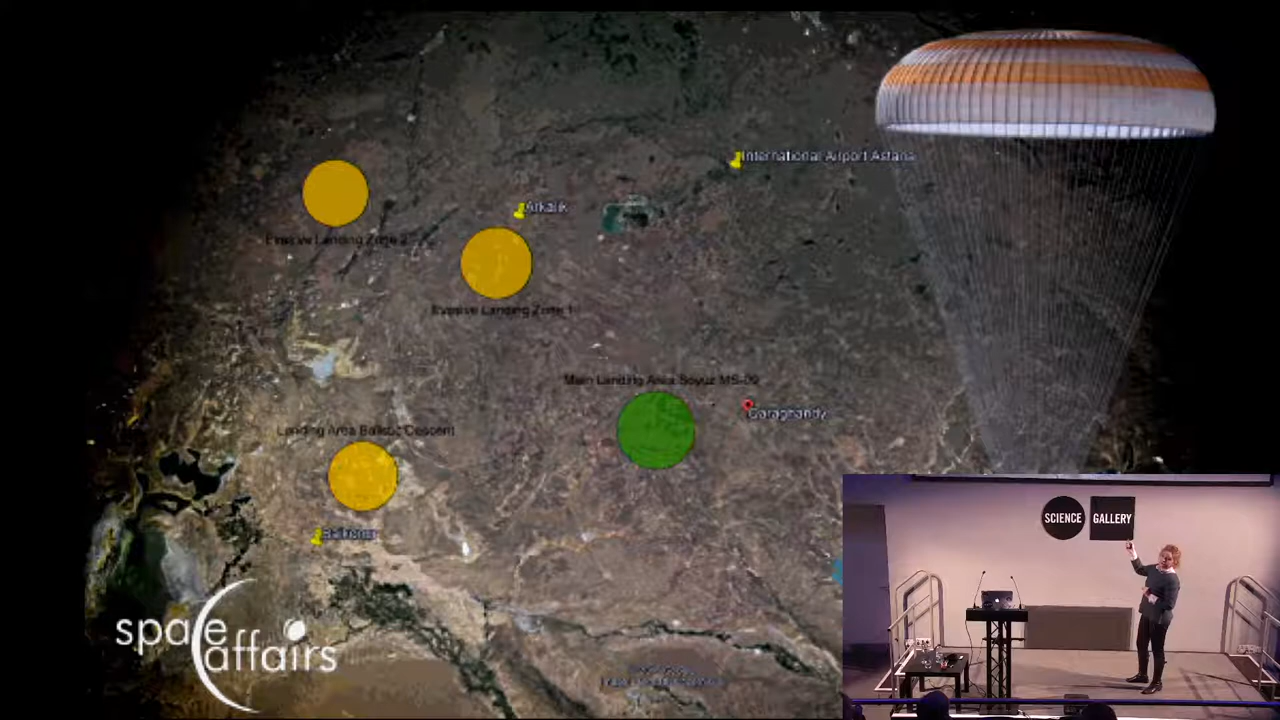 International Airport Astana
Arkalik
Evasive Landing Zone 2
Evasive Landing Zone 1
Main Landing Area Soyuz MS-09
Qaraghandy
Landing Area Ballistic Descent
Baikonur
space
affairs
SCIENCE
GALLERY